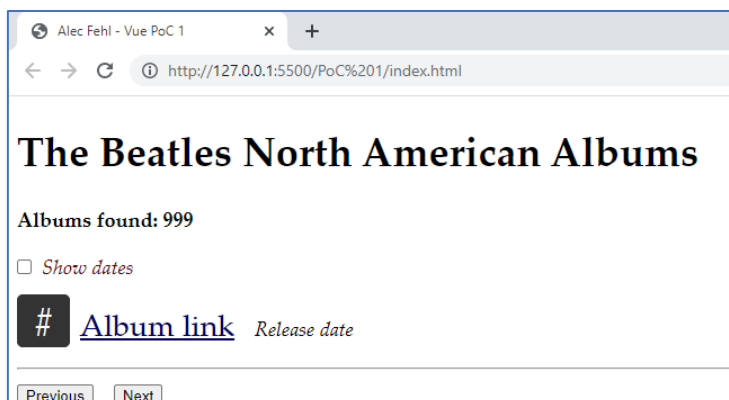 Alec Fehl - Vue PoC 1
http://127.0.0.1:5500/PoC%201/index.html
The Beatles North American Albums
Albums found: 999
Show dates
# Album link Release date
Previous Next